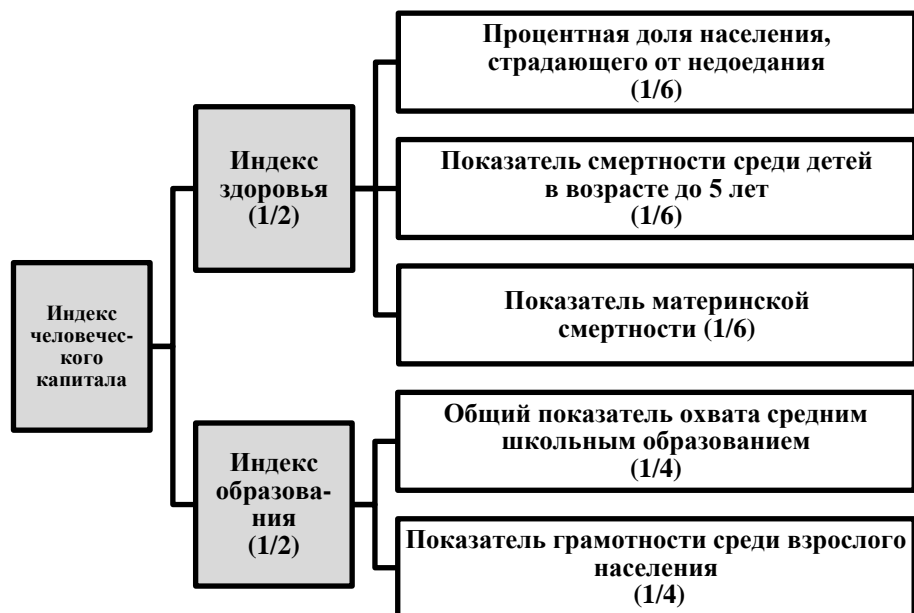 Процентная доля населения,
страдающего от недоедания
(1/6)
Индекс
здоровья
(1/2)
Показатель смертности среди детей
в возрасте до 5 лет
(1/6)
Показатель материнской
смертности (1/6)
Индекс
человечес-
кого
капитала
Общий показатель охвата средним
школьным образованием
(1/4)
Индекс
образова-
ния
(1/2)
Показатель грамотности среди взрослого
населения
(1/4)